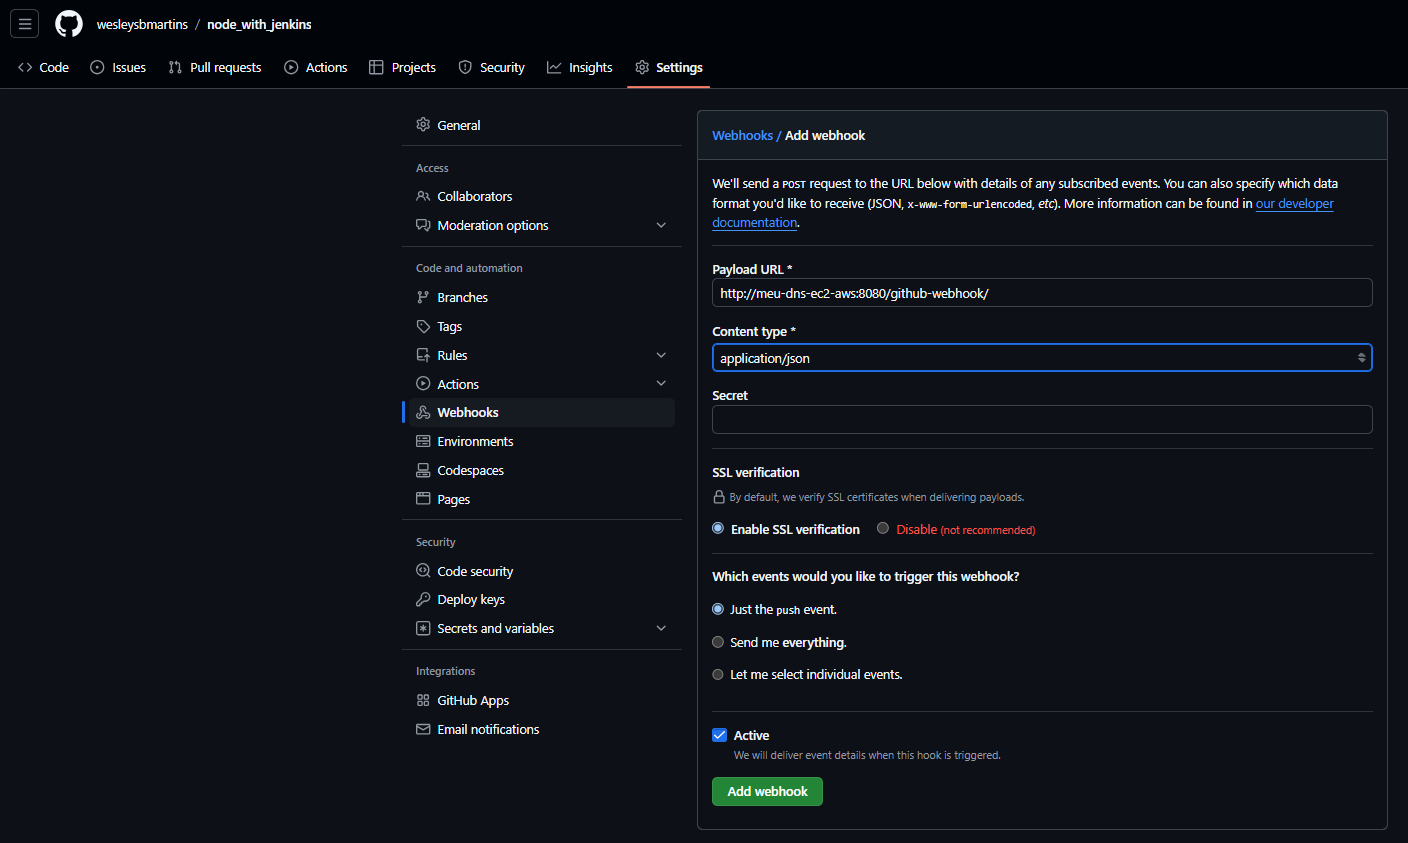 wesleysbmartins / node_with_jenkins
Code Issues Pull requests Actions Projects Security Insights Settings
General
Access
Collaborators
Moderation options
Code and automation
Branches
Tags
Rules
Actions
Webhooks
Environments
Codespaces
Pages
Security
Code security
Deploy keys
Secrets and variables
Integrations
GitHub Apps
Email notifications
Webhooks / Add webhook
We'll send a POST request to the URL below with details of any subscribed events. You can also specify which data
format you'd like to receive (JSON, x-www-form-urlencoded, etc). More information can be found in our developer
documentation.
Payload URL *
http://meu-dns-ec2-aws:8080/github-webhook/
Content type *
application/json
Secret
SSL verification
By default, we verify SSL certificates when delivering payloads.
Enable SSL verification Disable (not recommended)
Which events would you like to trigger this webhook?
Just the push event.
Send me everything.
Let me select individual events.
Active
We will deliver event details when this hook is triggered.
Add webhook